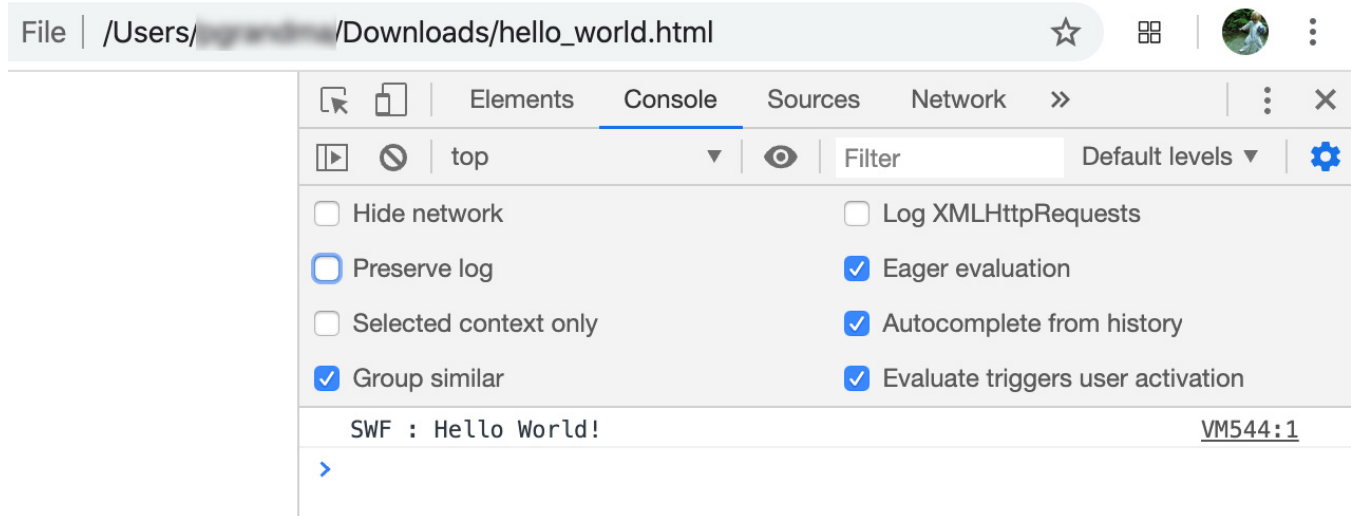 File /Users/ /Downloads/hello_world.html
Elements Console Sources Network
top Filter Default levels
Hide network Log XMLHttpRequests
Preserve log Eager evaluation
Selected context only Autocomplete from history
Group similar Evaluate triggers user activation
SWF : Hello World! VM544:1